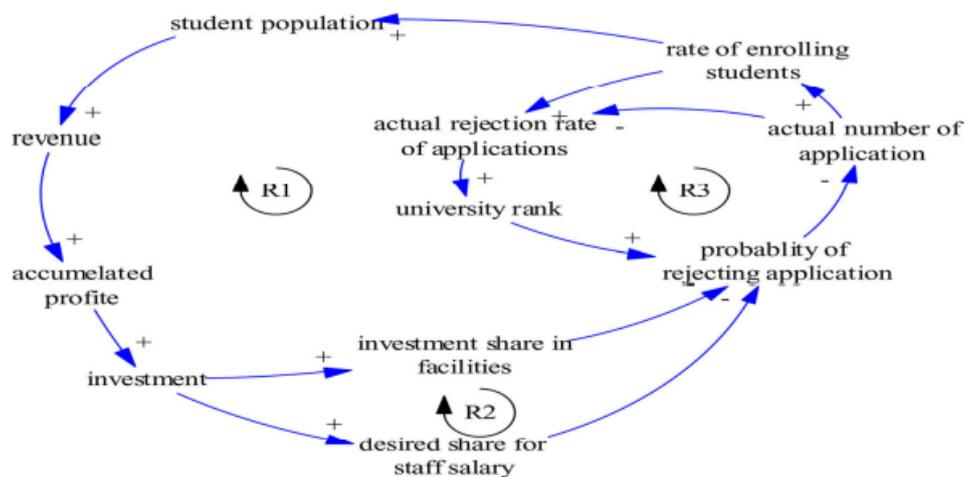 student population
+
rate of enrolling
students
+
revenue
actual rejection rate
of applications
+
-
+
actual number of
application
R1
+
R3
-
university rank
+
+
probablity of
rejecting application
accumelated
profite
-
-
+
investment
+
investment share in
facilities
R2
+
desired share for
staff salary